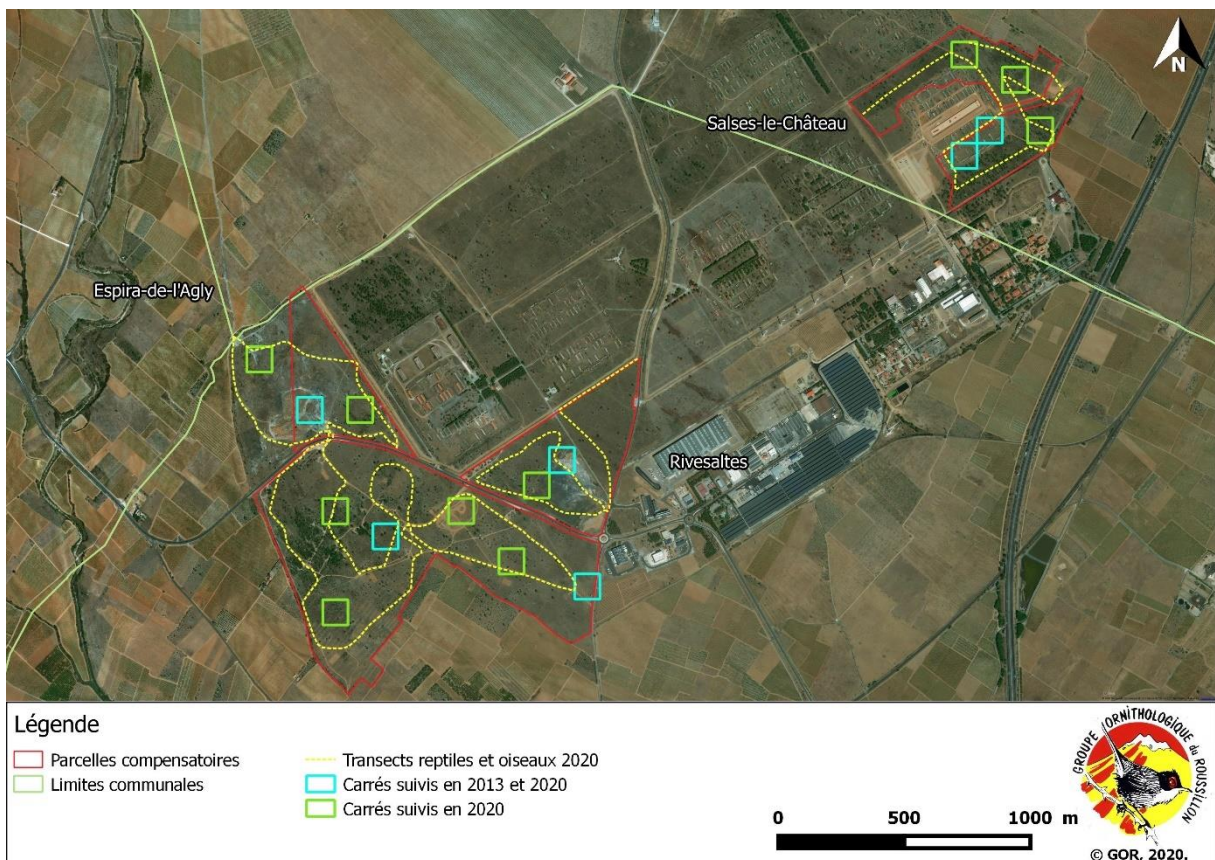 N
Salses-le-Château
Espira-de-l'Agly
Rivesaltes
Légende
Parcelles compensatoires
Limites communales
Transects reptiles et oiseaux 2020
Carrés suivis en 2013 et 2020
Carrés suivis en 2020
0 500 1000 m
GROUPE ORNITHOLOGIQUE du ROUSSILLON
© GOR, 2020.